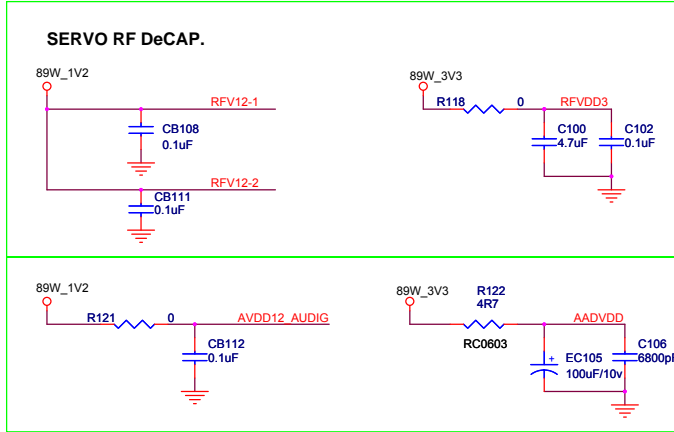 SERVO RF DeCAP.
89W_1V2
RFV12-1
CB108
0.1uF
RFV12-2
CB111
0.1uF
89W_3V3
R118
0
RFVDD3
C100
4.7uF
C102
0.1uF
89W_1V2
R121
0
AVDD12_AUDIG
CB112
0.1uF
89W_3V3
R122
4R7
RC0603
AADVDD
+
EC105
100uF/10v
C106
6800pF